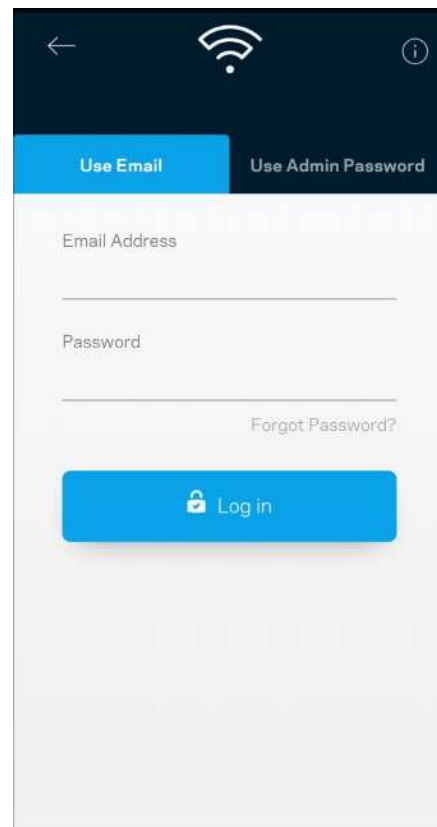 Use Email
Use Admin Password
Email Address
Password
Forgot Password?
Log in